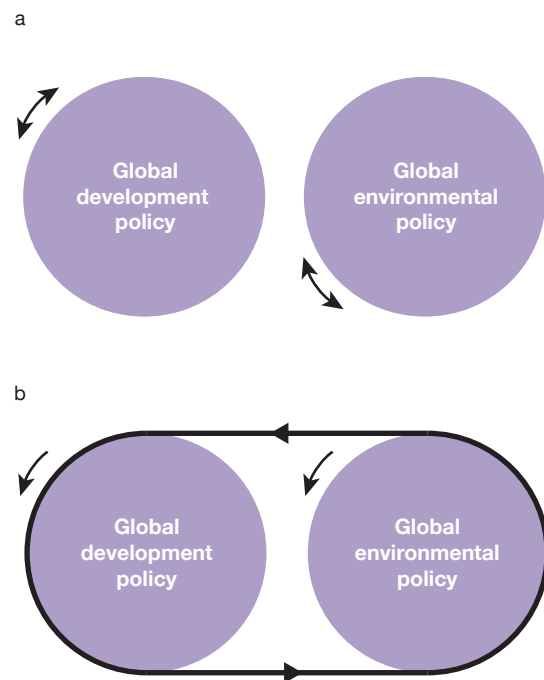 a
Global
development
policy
Global
environmental
policy
b
Global
development
policy
Global
environmental
policy